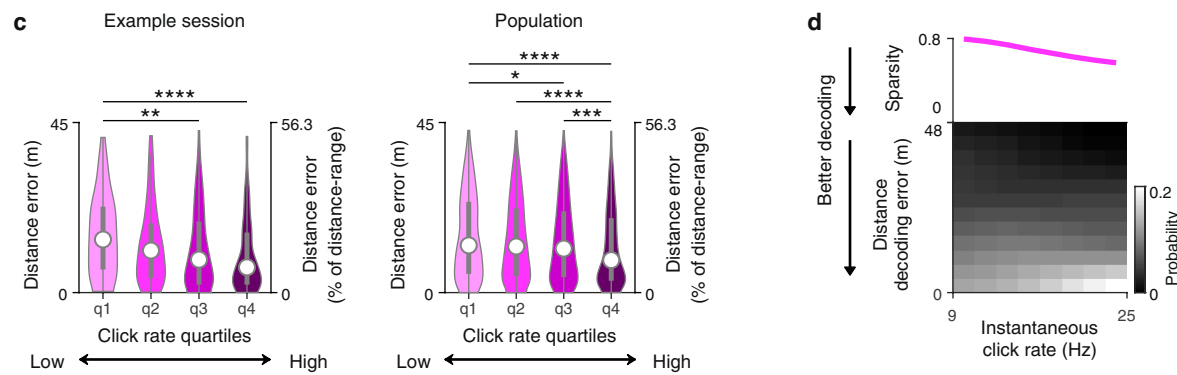 c
Example session
****
**
45
0
Distance error (m)
56.3
0
Distance error
(% of distance-range)
q1 q2 q3 q4
Click rate quartiles
Low High
Population
****
*
****
***
45
0
Distance error (m)
56.3
0
Distance error
(% of distance-range)
q1 q2 q3 q4
Click rate quartiles
Low High
d
Better decoding
0.8
0
Sparsity
48
0
Distance
decoding error (m)
0.2
0
Probability
9 25
Instantaneous
click rate (Hz)